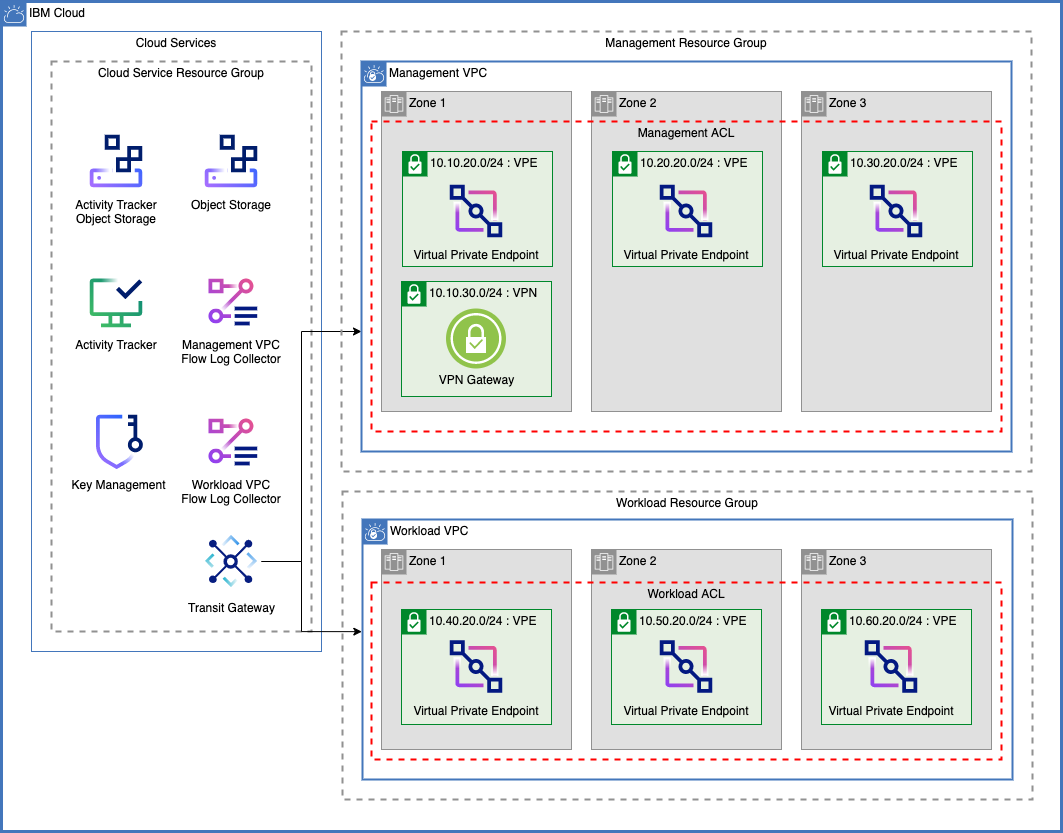 IBM Cloud
Cloud Services
Cloud Service Resource Group
Activity Tracker
Object Storage
Object Storage
Activity Tracker
Management VPC
Flow Log Collector
Key Management
Workload VPC
Flow Log Collector
Transit Gateway
Management Resource Group
Management VPC
Zone 1
Zone 2
Zone 3
Management ACL
10.10.20.0/24 : VPE
Virtual Private Endpoint
10.20.20.0/24 : VPE
Virtual Private Endpoint
10.30.20.0/24 : VPE
Virtual Private Endpoint
10.10.30.0/24 : VPN
VPN Gateway
Workload Resource Group
Workload VPC
Zone 1
Zone 2
Zone 3
Workload ACL
10.40.20.0/24 : VPE
Virtual Private Endpoint
10.50.20.0/24 : VPE
Virtual Private Endpoint
10.60.20.0/24 : VPE
Virtual Private Endpoint